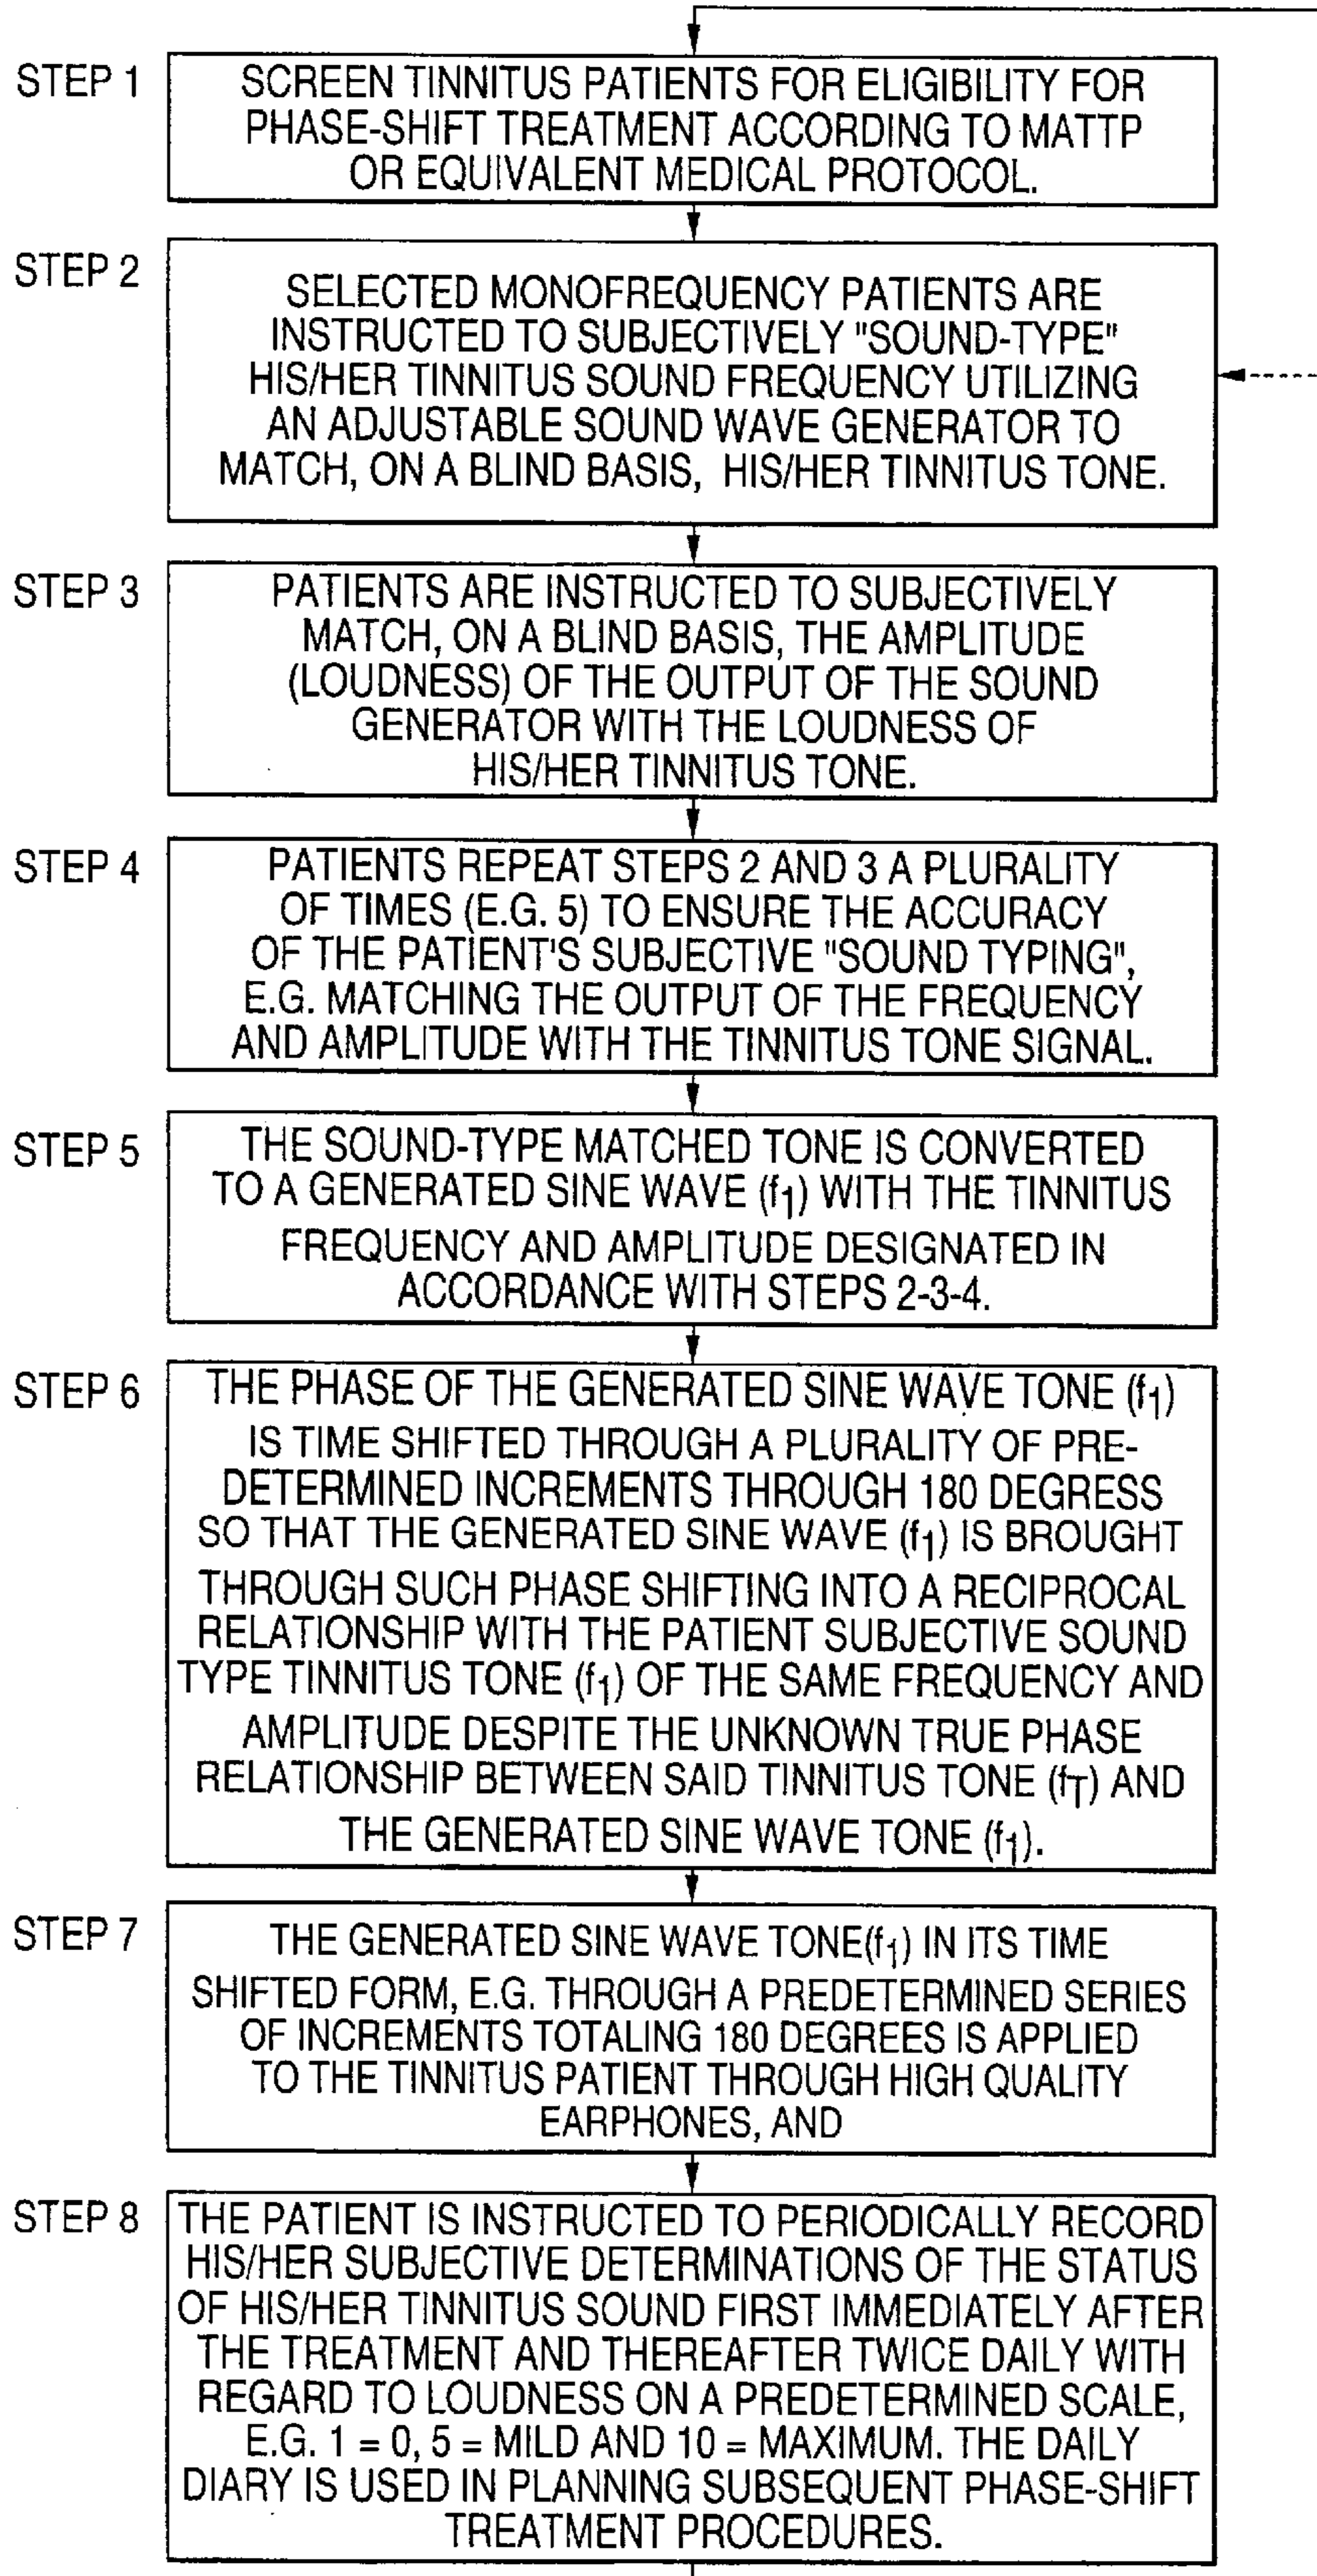 STEP 1
SCREEN TINNITUS PATIENTS FOR ELIGIBILITY FOR
PHASE-SHIFT TREATMENT ACCORDING TO MATTP
OR EQUIVALENT MEDICAL PROTOCOL.
STEP 2
SELECTED MONOFREQUENCY PATIENTS ARE
INSTRUCTED TO SUBJECTIVELY "SOUND-TYPE"
HIS/HER TINNITUS SOUND FREQUENCY UTILIZING
AN ADJUSTABLE SOUND WAVE GENERATOR TO
MATCH, ON A BLIND BASIS, HIS/HER TINNITUS TONE.
STEP 3
PATIENTS ARE INSTRUCTED TO SUBJECTIVELY
MATCH, ON A BLIND BASIS, THE AMPLITUDE
(LOUDNESS) OF THE OUTPUT OF THE SOUND
GENERATOR WITH THE LOUDNESS OF
HIS/HER TINNITUS TONE.
STEP 4
PATIENTS REPEAT STEPS 2 AND 3 A PLURALITY
OF TIMES (E.G. 5) TO ENSURE THE ACCURACY
OF THE PATIENT'S SUBJECTIVE "SOUND TYPING",
E.G. MATCHING THE OUTPUT OF THE FREQUENCY
AND AMPLITUDE WITH THE TINNITUS TONE SIGNAL.
STEP 5
THE SOUND-TYPE MATCHED TONE IS CONVERTED
TO A GENERATED SINE WAVE (f1) WITH THE TINNITUS
FREQUENCY AND AMPLITUDE DESIGNATED IN
ACCORDANCE WITH STEPS 2-3-4.
STEP 6
THE PHASE OF THE GENERATED SINE WAVE TONE (f1)
IS TIME SHIFTED THROUGH A PLURALITY OF PRE-
DETERMINED INCREMENTS THROUGH 180 DEGRESS
SO THAT THE GENERATED SINE WAVE (f1) IS BROUGHT
THROUGH SUCH PHASE SHIFTING INTO A RECIPROCAL
RELATIONSHIP WITH THE PATIENT SUBJECTIVE SOUND
TYPE TINNITUS TONE (f1) OF THE SAME FREQUENCY AND
AMPLITUDE DESPITE THE UNKNOWN TRUE PHASE
RELATIONSHIP BETWEEN SAID TINNITUS TONE (fT) AND
THE GENERATED SINE WAVE TONE (f1).
STEP 7
THE GENERATED SINE WAVE TONE(f1) IN ITS TIME
SHIFTED FORM, E.G. THROUGH A PREDETERMINED SERIES
OF INCREMENTS TOTALING 180 DEGREES IS APPLIED
TO THE TINNITUS PATIENT THROUGH HIGH QUALITY
EARPHONES, AND
STEP 8
THE PATIENT IS INSTRUCTED TO PERIODICALLY RECORD
HIS/HER SUBJECTIVE DETERMINATIONS OF THE STATUS
OF HIS/HER TINNITUS SOUND FIRST IMMEDIATELY AFTER
THE TREATMENT AND THEREAFTER TWICE DAILY WITH
REGARD TO LOUDNESS ON A PREDETERMINED SCALE,
E.G. 1 = 0, 5 = MILD AND 10 = MAXIMUM. THE DAILY
DIARY IS USED IN PLANNING SUBSEQUENT PHASE-SHIFT
TREATMENT PROCEDURES.